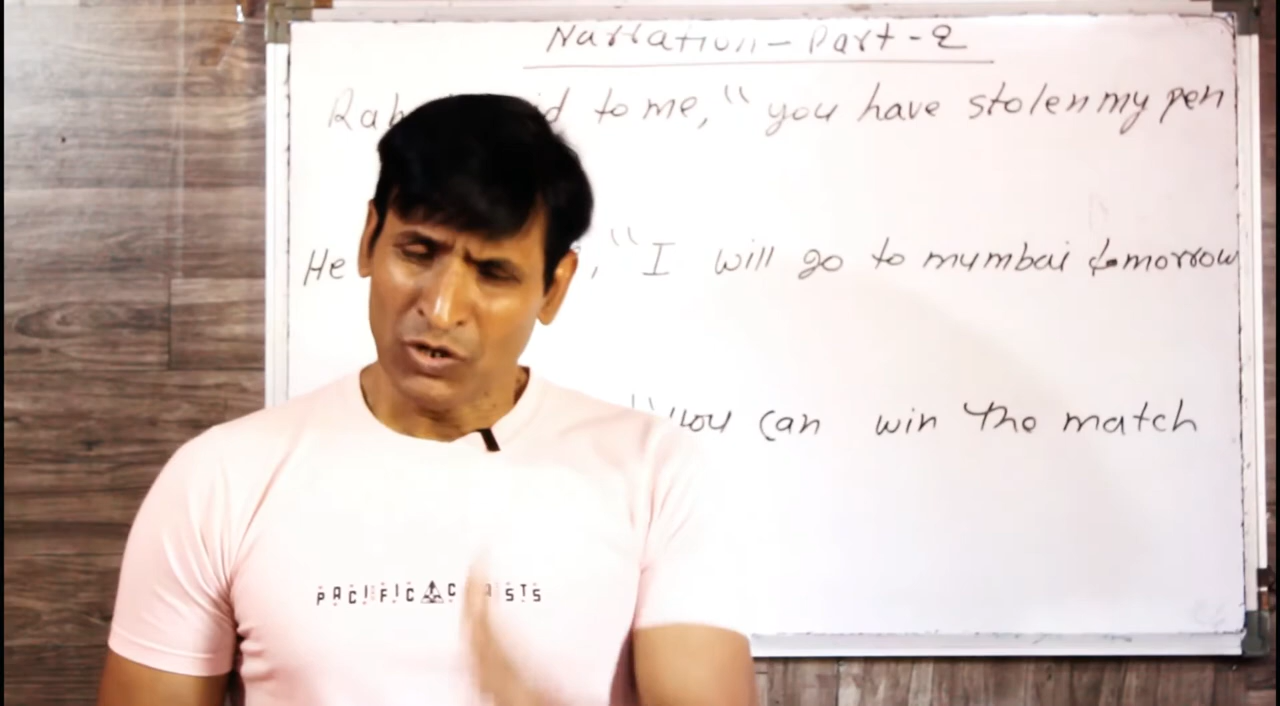 Narration - Part - 2
to me, " you have stolen my pen
He , " I will go to mumbai tomorrow
" you can win the match
PACIFIC